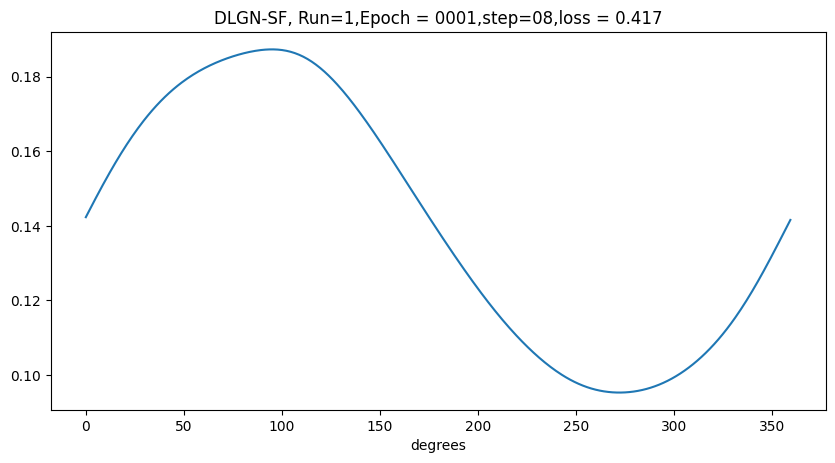 DLGN-SF, Run=1,Epoch = 0001,step=08,loss = 0.417
0.18
0.16
0.14
0.12
0.10
0 50 100 150 200 250 300 350
degrees